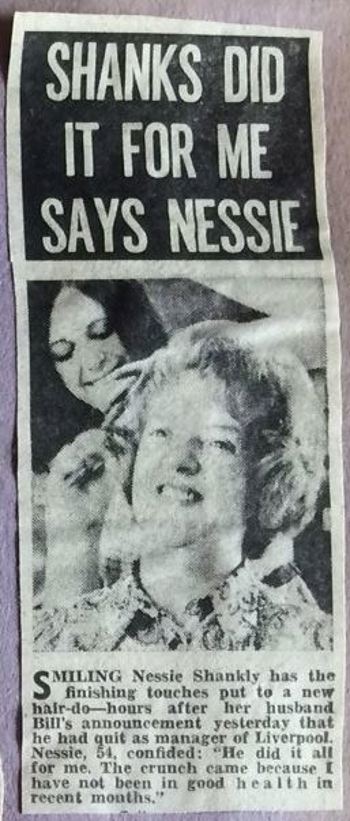 SHANKS DID
IT FOR ME
SAYS NESSIE
SMILING Nessie Shankly has the
finishing touches put to a new
hair-do—hours after her husband
Bill's announcement yesterday that
he had quit as manager of Liverpool.
Nessie, 54, confided: "He did it all
for me. The crunch came because I
have not been in good health in
recent months."